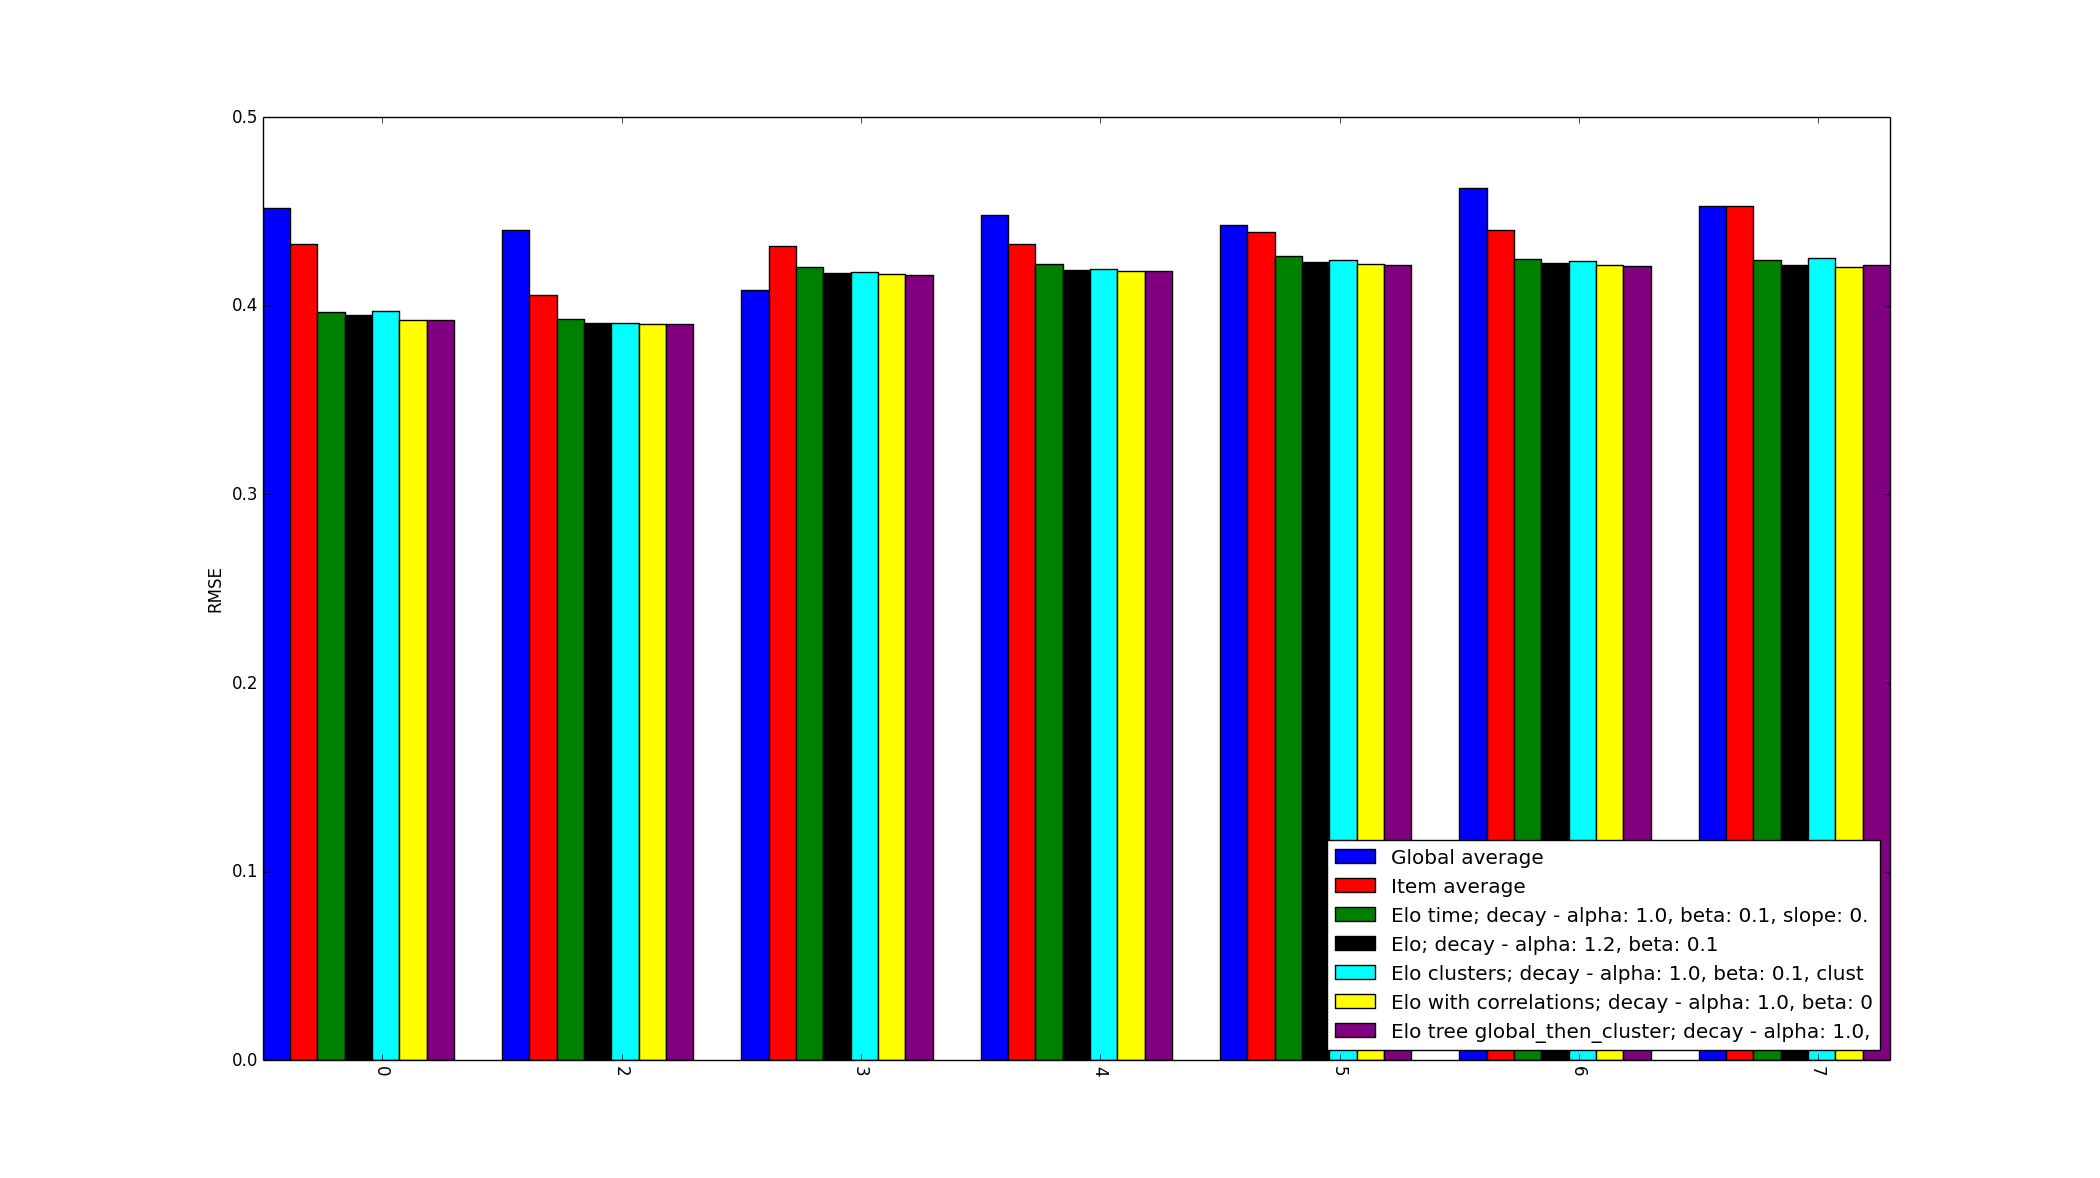 0.5
0.4
0.3
0.2
0.1
0.0
RMSE
0
2
3
4
5
6
7
Global average
Item average
Elo time; decay - alpha: 1.0, beta: 0.1, slope: 0.
Elo; decay - alpha: 1.2, beta: 0.1
Elo clusters; decay - alpha: 1.0, beta: 0.1, clust
Elo with correlations; decay - alpha: 1.0, beta: 0
Elo tree global_then_cluster; decay - alpha: 1.0,